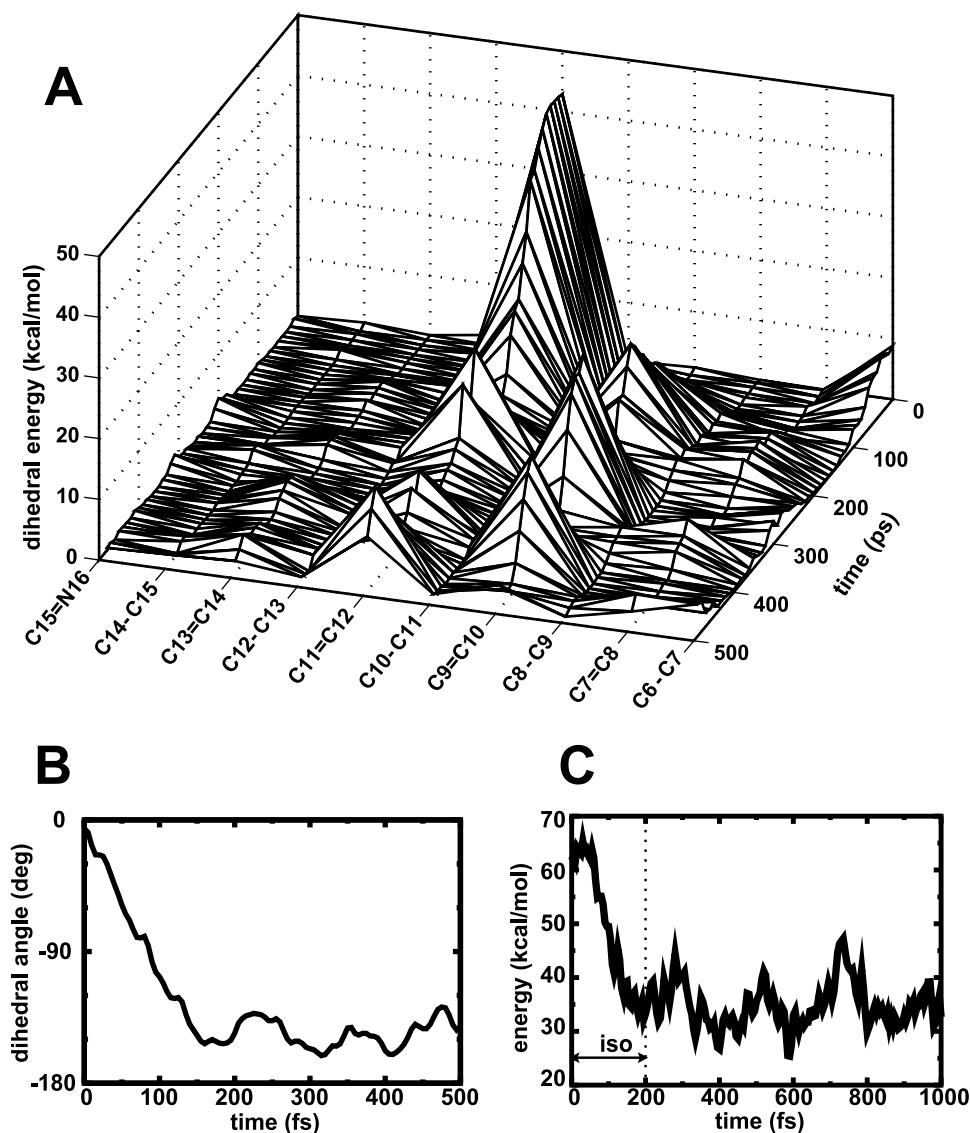 A
dihedral energy (kcal/mol)
50
40
30
20
10
0
C15=N16
C14- C15
C13=C14
C12- C13
C11=C12
C10- C11
C9=C10
C8 - C9
C7=C8
C6 - C7
0
100
200
300
400
500
time (ps)
B
dihedral angle (deg)
0
-90
-180
0
100
200
300
400
500
time (fs)
C
energy (kcal/mol)
70
60
50
40
30
20
iso
0
200
400
600
800
1000
time (fs)